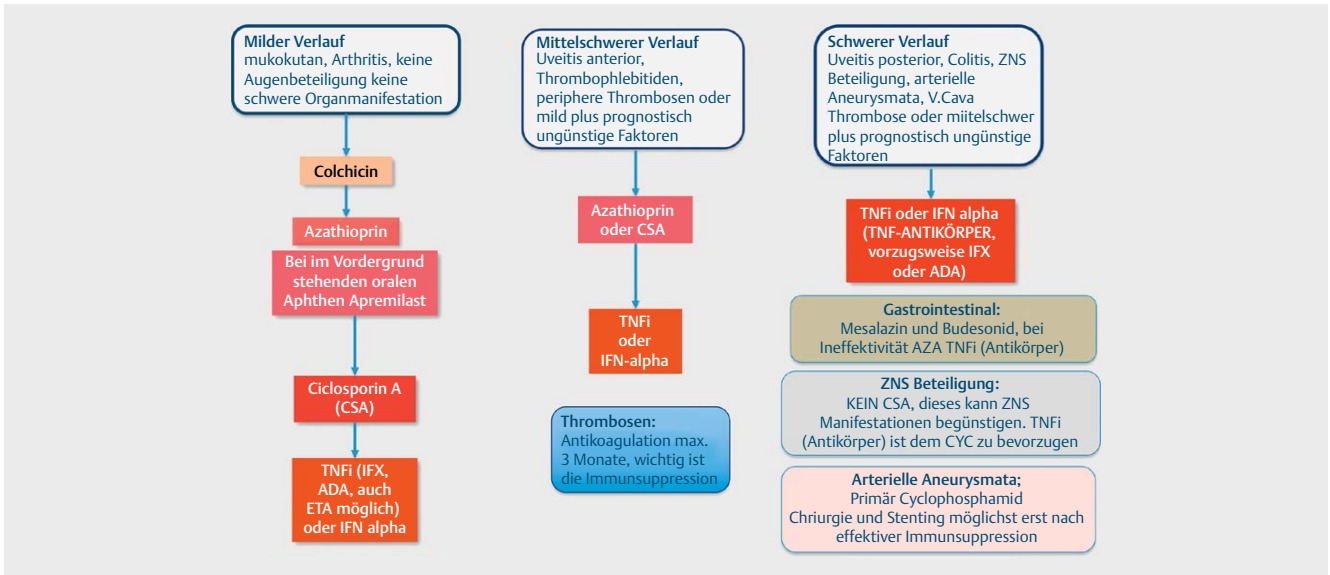 Milder Verlauf
mukokutan, Arthritis, keine
Augenbeteiligung keine
schwere Organmanifestation
Colchicin
Azathioprin
Bei im Vordergrund
stehenden oralen
Aphthen Apremilast
Ciclosporin A
(CSA)
TNFi (IFX,
ADA, auch
ETA möglich)
oder IFN alpha
Mittelschwerer Verlauf
Uveitis anterior,
Thrombophlebitiden,
periphere Thrombosen oder
mild plus prognostisch
ungünstige Faktoren
Azathioprin
oder CSA
TNFi
oder
IFN-alpha
Thrombosen:
Antikoagulation max.
3 Monate, wichtig ist
die Immunsuppression
Schwerer Verlauf
Uveitis posterior, Colitis, ZNS
Beteiligung, arterielle
Aneurysmata, V.Cava
Thrombose oder miitelschwer
plus prognostisch ungünstige
Faktoren
TNFi oder IFN alpha
(TNF-ANTIKÖRPER,
vorzugsweise IFX
oder ADA)
Gastrointestinal:
Mesalazin und Budesonid, bei
Ineffektivität AZA TNFi (Antikörper)
ZNS Beteiligung:
KEIN CSA, dieses kann ZNS
Manifestationen begünstigen. TNFi
(Antikörper) ist dem CYC zu bevorzugen
Arterielle Aneurysmata;
Primär Cyclophosphamid
Chriurgie und Stenting möglichst erst nach
effektiver Immunsuppression